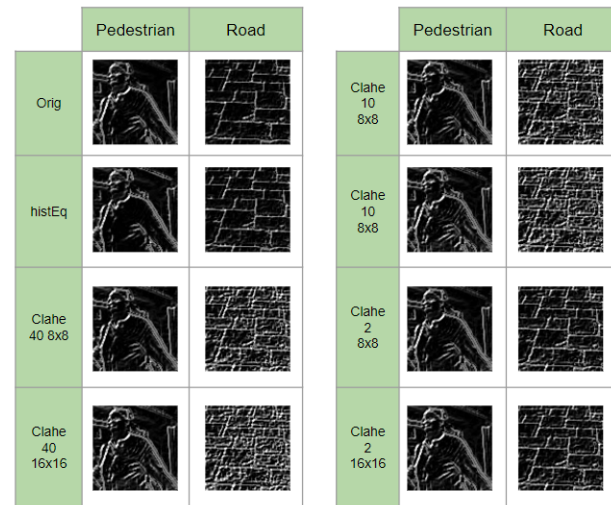 Pedestrian Road
Orig
histEq
Clahe
40 8x8
Clahe
40
16x16
Pedestrian Road
Clahe
10
8x8
Clahe
10
8x8
Clahe
2
8x8
Clahe
2
16x16